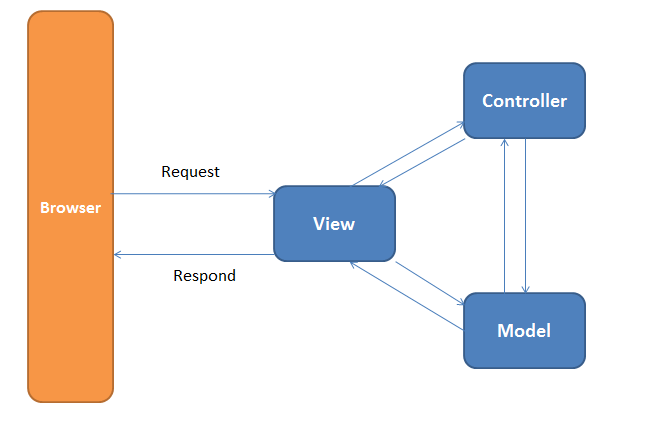 Controller
Request
Browser
View
Respond
Model